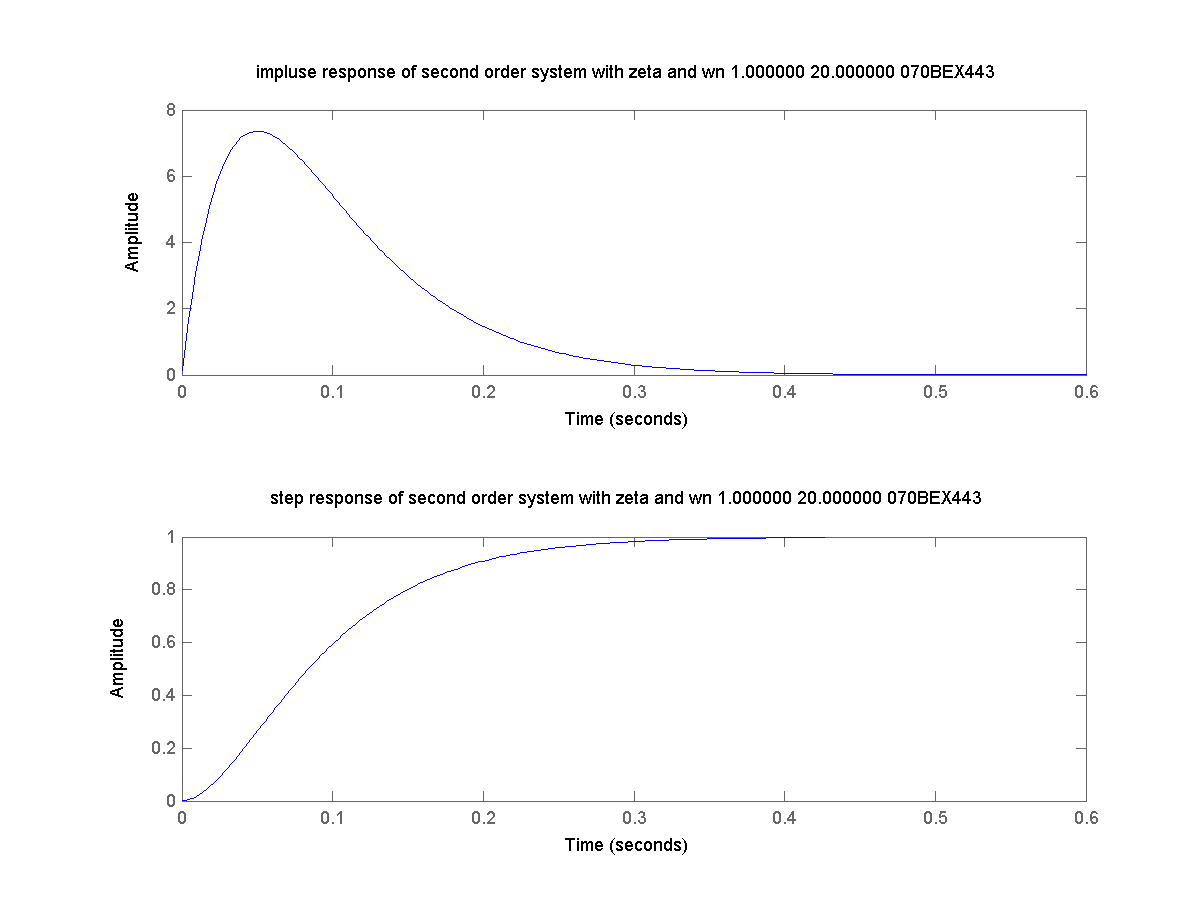 impluse response of second order system with zeta and wn 1.000000 20.000000 070BEX443
8
6
4
2
0
Amplitude
0 0.1 0.2 0.3 0.4 0.5 0.6
Time (seconds)
step response of second order system with zeta and wn 1.000000 20.000000 070BEX443
1
0.8
0.6
0.4
0.2
0
Amplitude
0 0.1 0.2 0.3 0.4 0.5 0.6
Time (seconds)